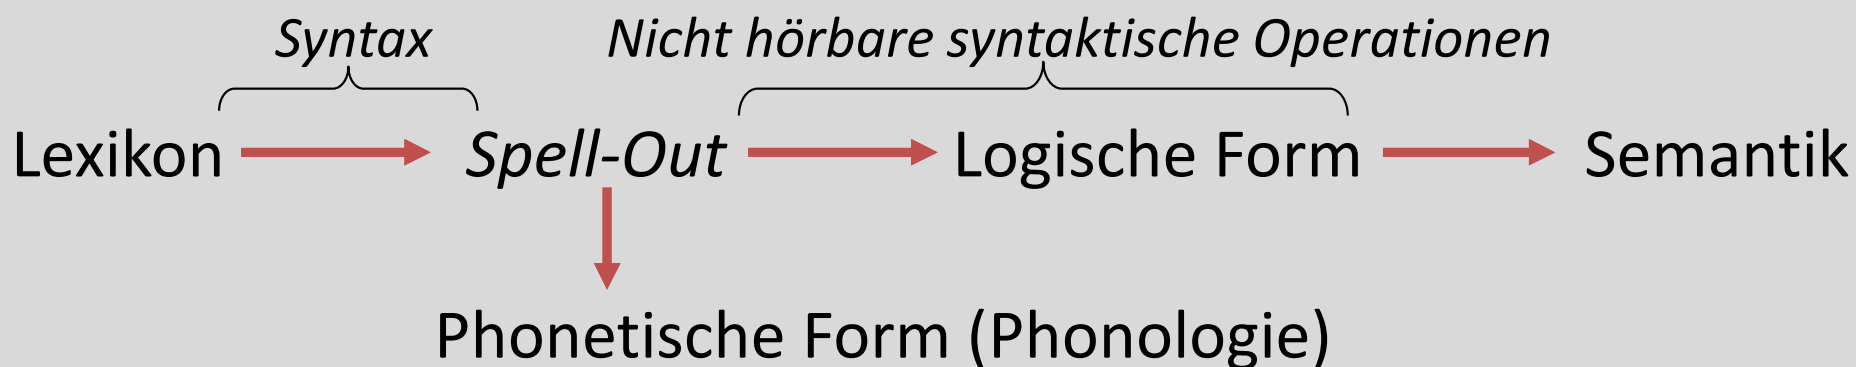 Syntax Nicht hörbare syntaktische Operationen
Lexikon Spell-Out Logische Form Semantik
Phonetische Form (Phonologie)